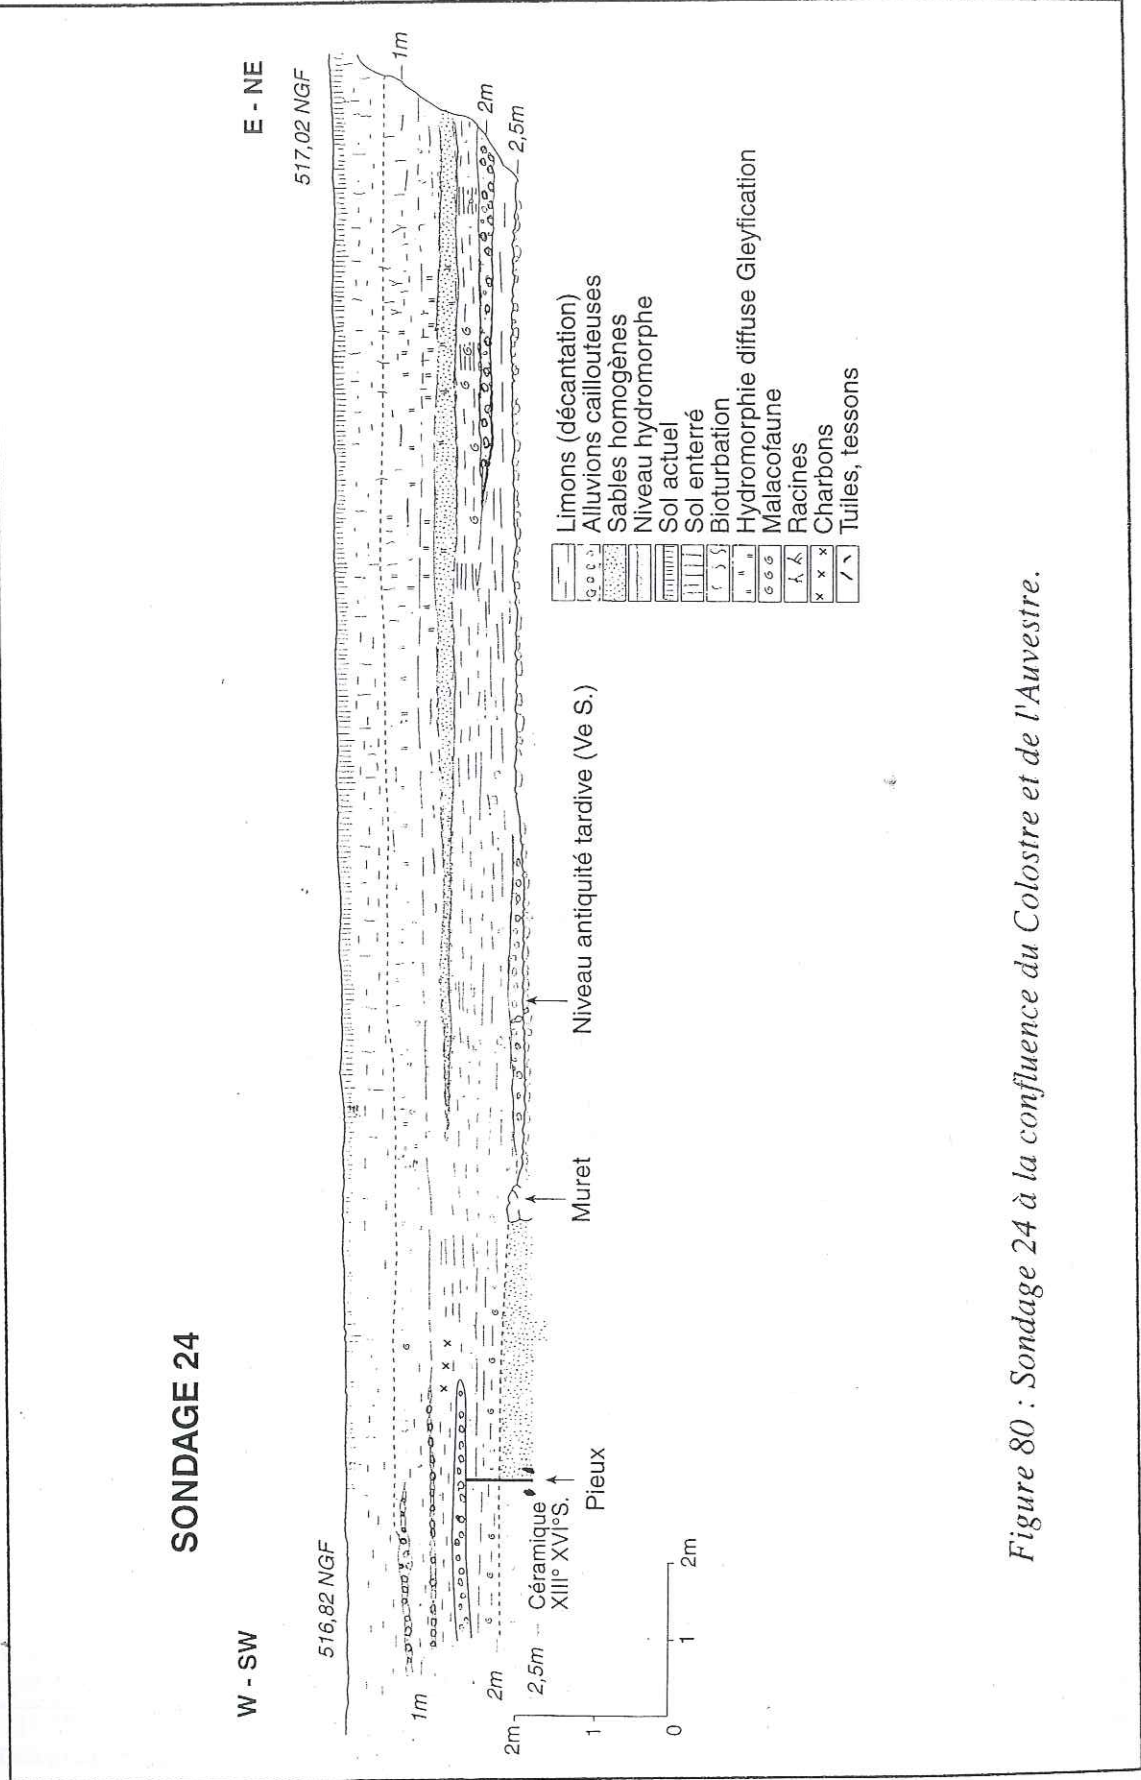 SONDAGE 24
W - SW
E - NE
516,82 NGF
517,02 NGF
1m
2m
2,5m
1m
2m
2,5m
Céramique
XIII° XVI°S.
Pieux
Muret
Niveau antiquité tardive (Ve S.)
2m
1
0
1
2m
Limons (décantation)
Alluvions caillouteuses
Sables homogènes
Niveau hydromorphe
Sol actuel
Sol enterré
Bioturbation
Hydromorphie diffuse Gleyfication
Malacofaune
Racines
Charbons
Tuiles, tessons
Figure 80 : Sondage 24 à la confluence du Colostre et de l'Auvestre.